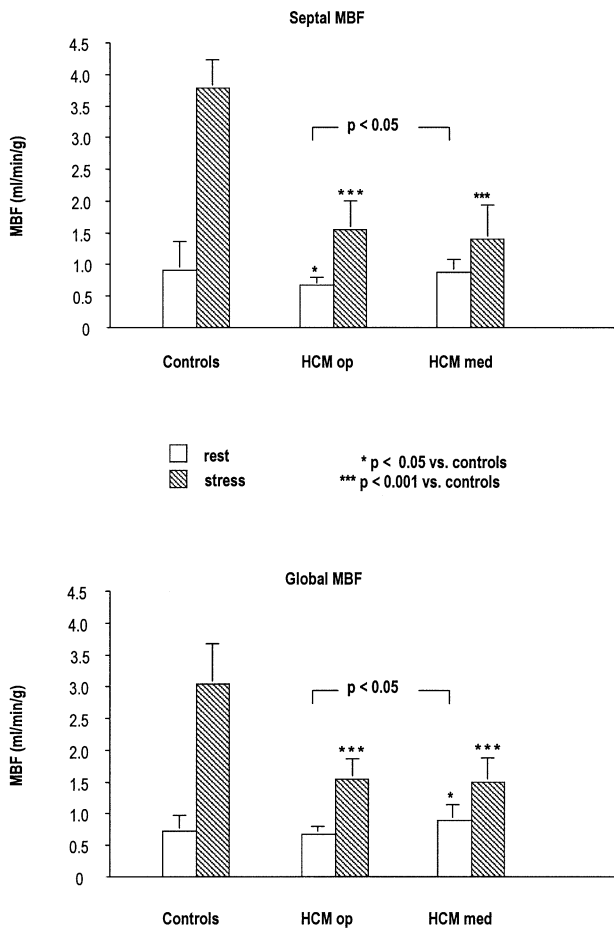 Septal MBF
MBF (ml/min/g)
4.5
4.0
3.5
3.0
2.5
2.0
1.5
1.0
0.5
0
p < 0.05
*
***
***
Controls HCM op HCM med
rest
stress
* p < 0.05 vs. controls
*** p < 0.001 vs. controls
Global MBF
MBF (ml/min/g)
4.5
4.0
3.5
3.0
2.5
2.0
1.5
1.0
0.5
0
p < 0.05
***
*
***
Controls HCM op HCM med